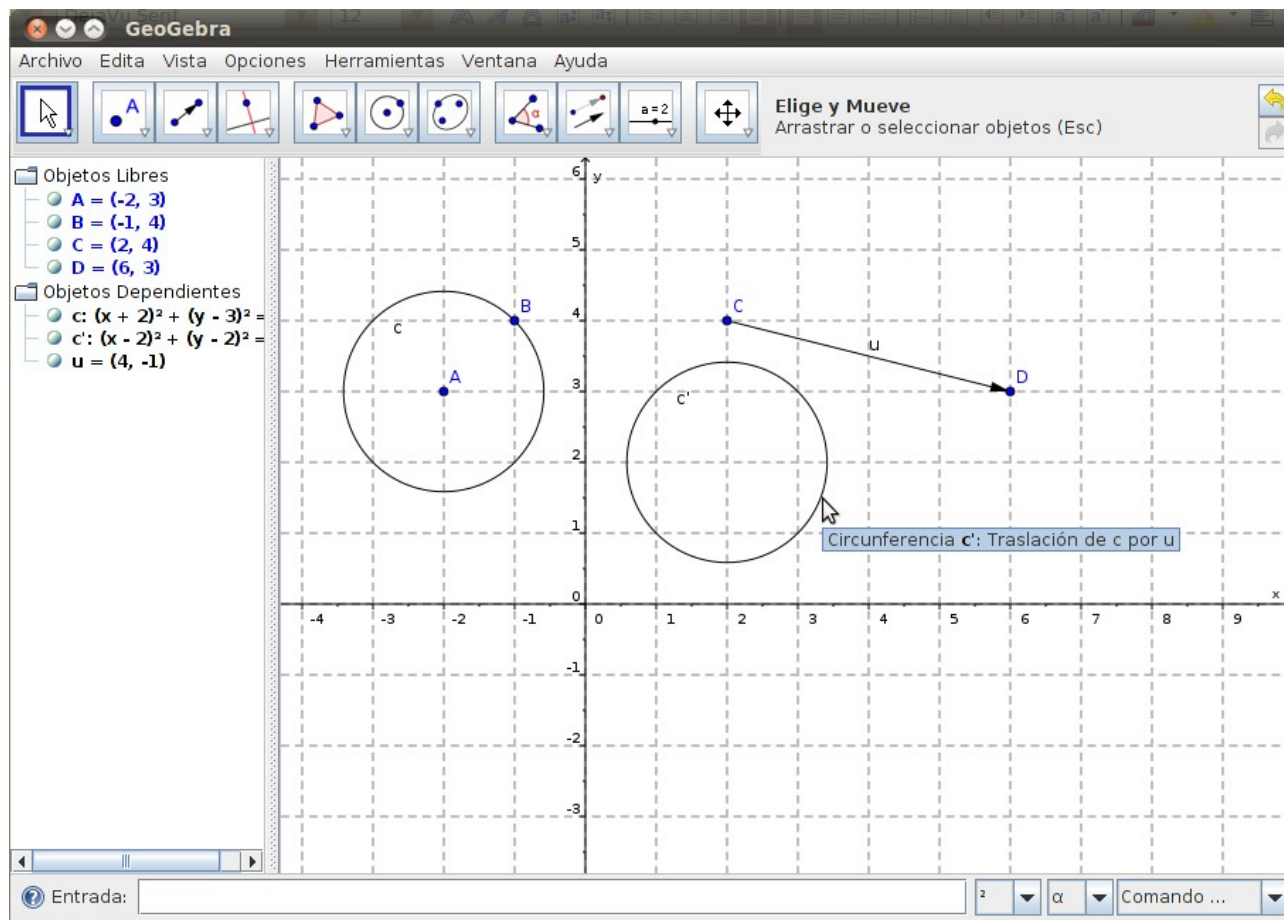 DejaVu Serif 12
GeoGebra
Archivo Edita Vista Opciones Herramientas Ventana Ayuda
A α a=2
Elige y Mueve
Arrastrar o seleccionar objetos (Esc)
Objetos Libres
A = (-2, 3)
B = (-1, 4)
C = (2, 4)
D = (6, 3)
Objetos Dependientes
c: (x + 2)² + (y - 3)² =
c': (x - 2)² + (y - 2)² =
u = (4, -1)
6 y
5
B C
4
c u
A D
3
c'
2
1
Circunferencia c': Traslación de c por u
0 x
-4 -3 -2 -1 0 1 2 3 4 5 6 7 8 9
-1
-2
-3
Entrada: ² α Comando ...